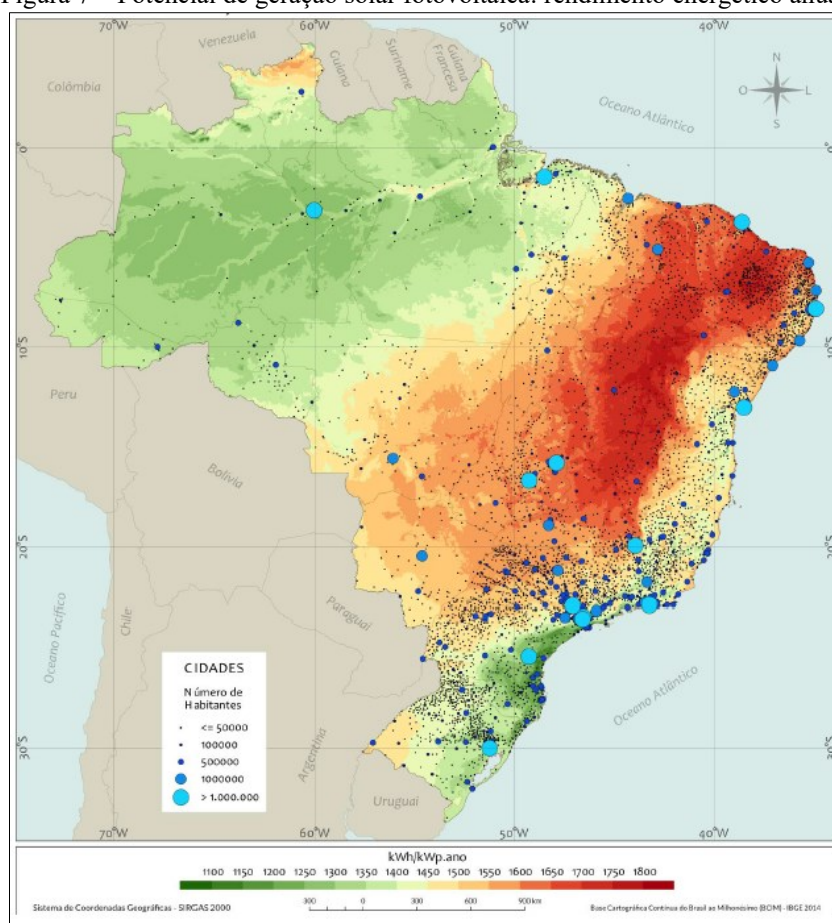 Figura 7 – Potencial de geração solar fotovoltaica: rendimento energético anual
Venezuela
Colômbia
Guiana
Suriname
Guiana
Francesa
Oceano Atlântico
N
O
L
S
0°
10°S
20°S
30°S
Peru
Bolívia
Paraguai
Chile
Argentina
Uruguai
Oceano Pacífico
Oceano Atlântico
70°W
60°W
50°W
40°W
CIDADES
Número de
Habitantes
<= 50000
100000
500000
1000000
> 1.000.000
70°W
60°W
50°W
40°W
kWh/kWp.ano
1100 1150 1200 1250 1300 1350 1400 1450 1500 1550 1600 1650 1700 1750 1800
300 0 300 600 900 km
Sistema de Coordenadas Geográficas - SIRGAS 2000
Base Cartográfica Contínua do Brasil ao Milionésimo (BCIM) - IBGE 2014